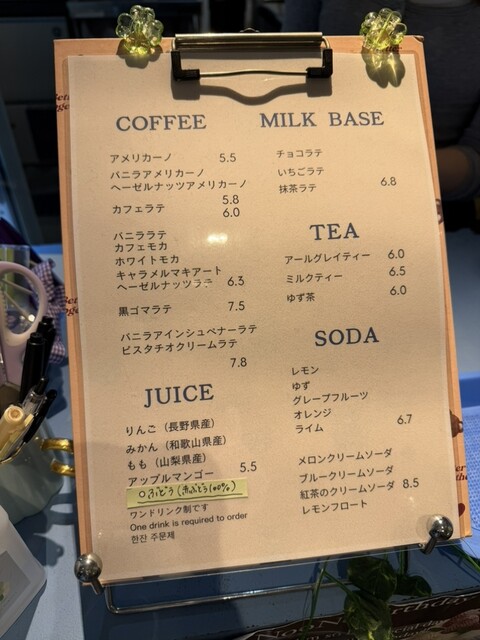 COFFEE
アメリカーノ 5.5
バニラアメリカーノ
ヘーゼルナッツアメリカーノ
5.8
カフェラテ 6.0
バニララテ
カフェモカ
ホワイトモカ
キャラメルマキアート
ヘーゼルナッツラテ 6.3
黒ゴマラテ 7.5
バニラアインシュペナーラテ
ピスタチオクリームラテ
7.8
JUICE
りんご（長野県産）
みかん（和歌山県産）
もも（山梨県産）
アップルマンゴー 5.5
ぶどう（赤ぶどう100%）
ワンドリンク制です
One drink is required to order
한잔 주문제
MILK BASE
チョコラテ
いちごラテ
抹茶ラテ 6.8
TEA
アールグレイティー 6.0
ミルクティー 6.5
ゆず茶 6.0
SODA
レモン
ゆず
グレープフルーツ
オレンジ
ライム 6.7
メロンクリームソーダ
ブルークリームソーダ
紅茶のクリームソーダ 8.5
レモンフロート